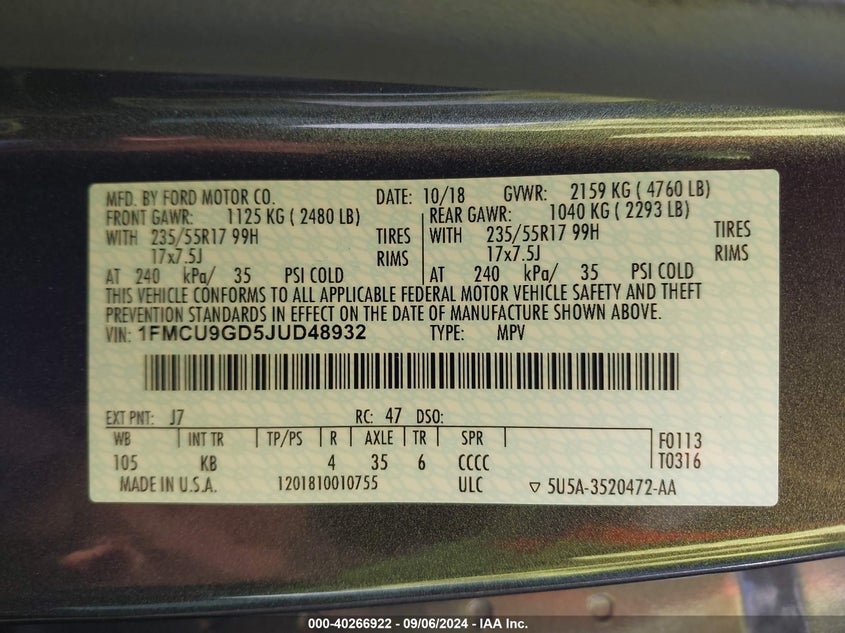 MFD. BY FORD MOTOR CO. DATE: 10/18 GVWR: 2159 KG ( 4760 LB)
FRONT GAWR: 1125 KG ( 2480 LB) REAR GAWR: 1040 KG ( 2293 LB)
WITH 235/55R17 99H TIRES WITH 235/55R17 99H TIRES
17x7.5J RIMS 17x7.5J RIMS
AT 240 kPa/ 35 PSI COLD AT 240 kPa/ 35 PSI COLD
THIS VEHICLE CONFORMS TO ALL APPLICABLE FEDERAL MOTOR VEHICLE SAFETY AND THEFT
PREVENTION STANDARDS IN EFFECT ON THE DATE OF MANUFACTURE SHOWN ABOVE.
VIN: 1FMCU9GD5JUD48932 TYPE: MPV
EXT PNT: J7 RC: 47 DSO:
WB INT TR TP/PS R AXLE TR SPR F0113
105 KB 4 35 6 CCCC T0316
MADE IN U.S.A. 1201810010755 ULC ▽ 5U5A-3520472-AA
000-40266922 - 09/06/2024 - IAA Inc.